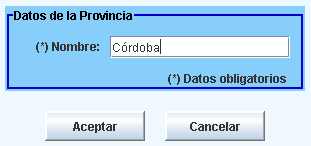 Datos de la Provincia
(*) Nombre: Córdoba
(*) Datos obligatorios
Aceptar Cancelar